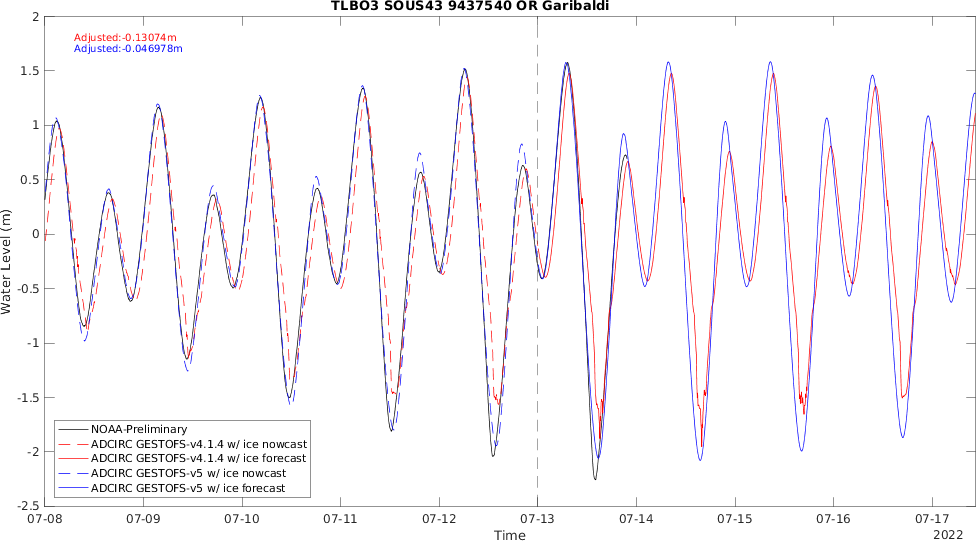 TLBO3 SOUS43 9437540 OR Garibaldi
Adjusted:-0.13074m
Adjusted:-0.046978m
2
1.5
1
0.5
0
-0.5
-1
-1.5
-2
-2.5
Water Level (m)
NOAA-Preliminary
ADCIRC GESTOFS-v4.1.4 w/ ice nowcast
ADCIRC GESTOFS-v4.1.4 w/ ice forecast
ADCIRC GESTOFS-v5 w/ ice nowcast
ADCIRC GESTOFS-v5 w/ ice forecast
07-08 07-09 07-10 07-11 07-12 07-13 07-14 07-15 07-16 07-17
Time
2022